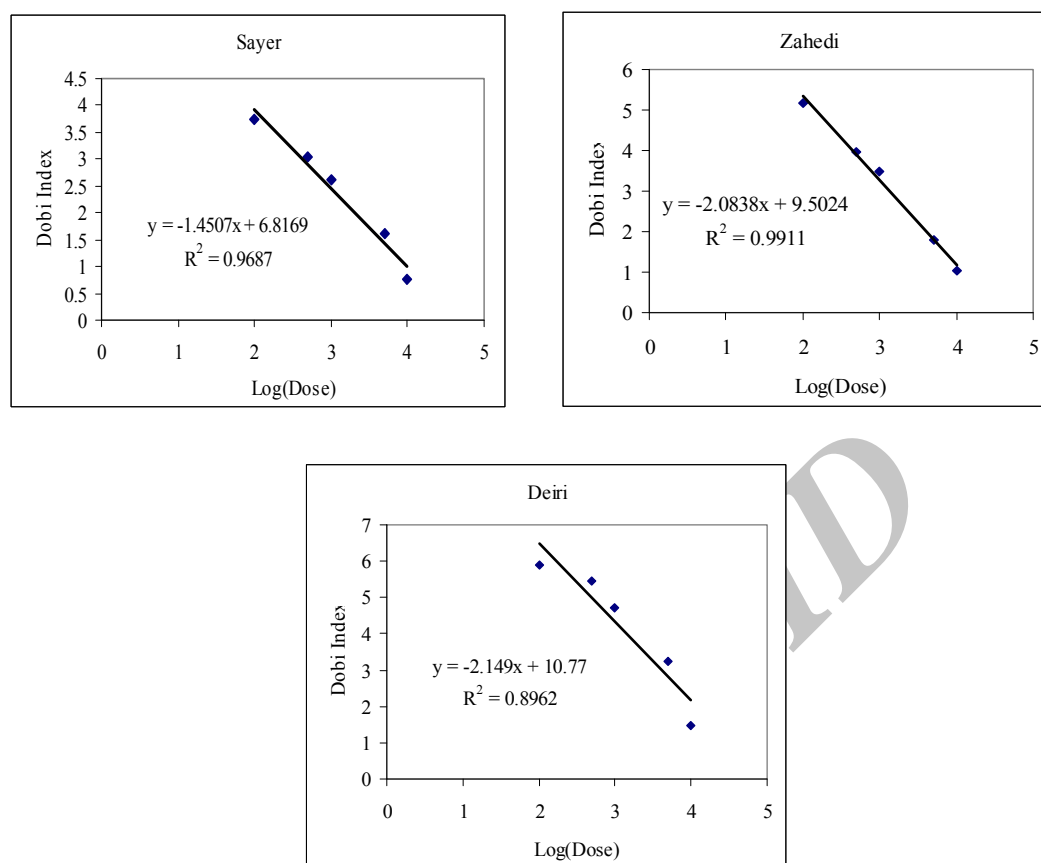 Sayer
4.5
4
3.5
3
2.5
2
1.5
1
0.5
0
Dobi Index
y = -1.4507x + 6.8169
R² = 0.9687
0 1 2 3 4 5
Log(Dose)
Zahedi
6
5
4
3
2
1
0
Dobi Index
y = -2.0838x + 9.5024
R² = 0.9911
0 1 2 3 4 5
Log(Dose)
Deiri
7
6
5
4
3
2
1
0
Dobi Index
y = -2.149x + 10.77
R² = 0.8962
0 1 2 3 4 5
Log(Dose)